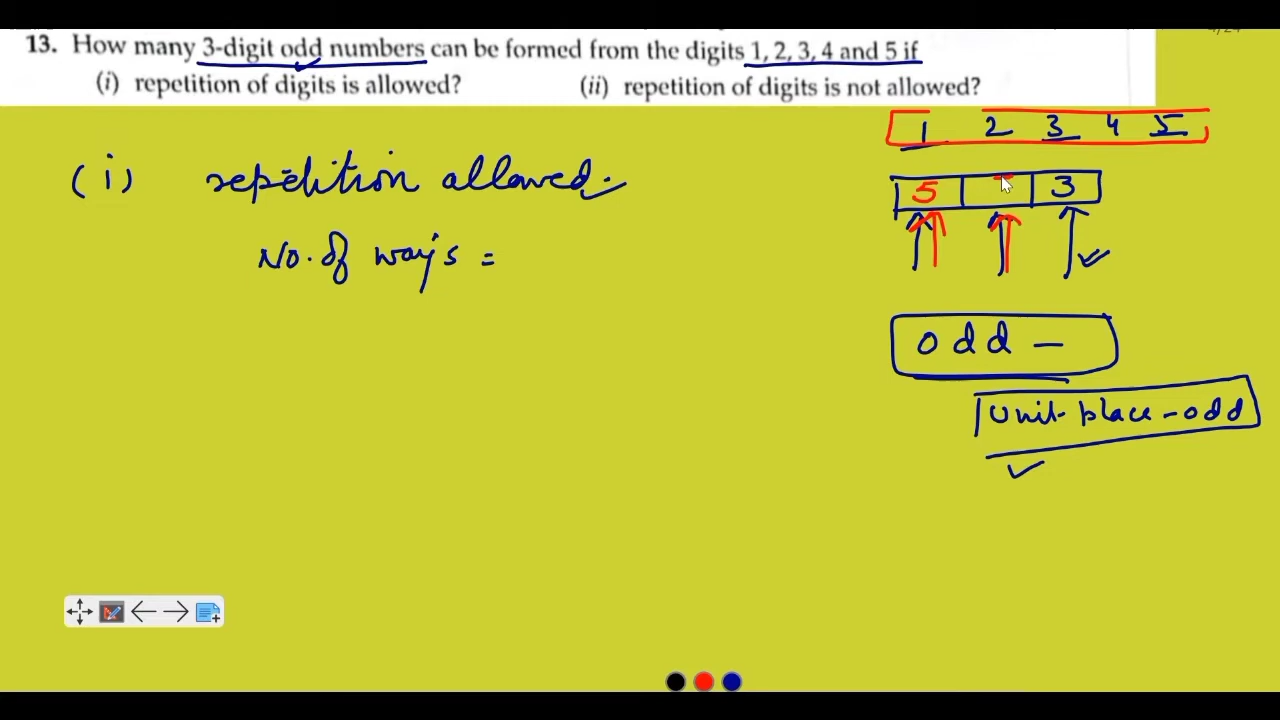 13. How many 3-digit odd numbers can be formed from the digits 1, 2, 3, 4 and 5 if
(i) repetition of digits is allowed? (ii) repetition of digits is not allowed?
1 2 3 4 5
(i) repetition allowed.
5 3
No. of ways =
odd —
Unit place - odd